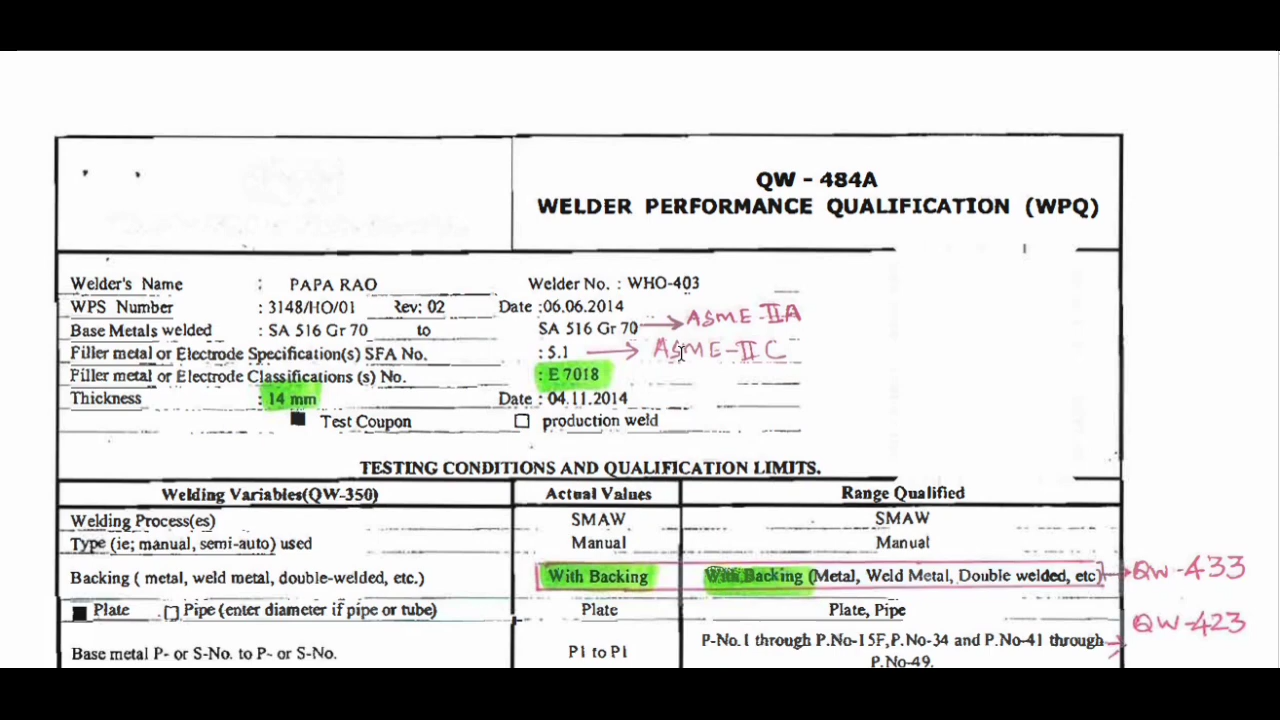 QW - 484A
WELDER PERFORMANCE QUALIFICATION (WPQ)
Welder's Name : PAPA RAO Welder No. : WHO-403
WPS Number : 3148/HO/01 Rev: 02 Date :06.06.2014
Base Metals welded : SA 516 Gr 70 to SA 516 Gr 70 ASME-IIA
Filler metal or Electrode Specification(s) SFA No. : 5.1 ASME-IIC
Filler metal or Electrode Classifications (s) No. : E 7018
Thickness : 14 mm Date : 04.11.2014
Test Coupon production weld
TESTING CONDITIONS AND QUALIFICATION LIMITS.
Welding Variables(QW-350) Actual Values Range Qualified
Welding Process(es) SMAW SMAW
Type (ie; manual, semi-auto) used Manual Manual
Backing ( metal, weld metal, double-welded, etc.) With Backing With Backing (Metal, Weld Metal, Double welded, etc) QW-433
Plate Pipe (enter diameter if pipe or tube) Plate Plate, Pipe
QW-423
Base metal P- or S-No. to P- or S-No. P1 to P1 P-No.1 through P.No-15F,P.No-34 and P.No-41 through
P.No-49.